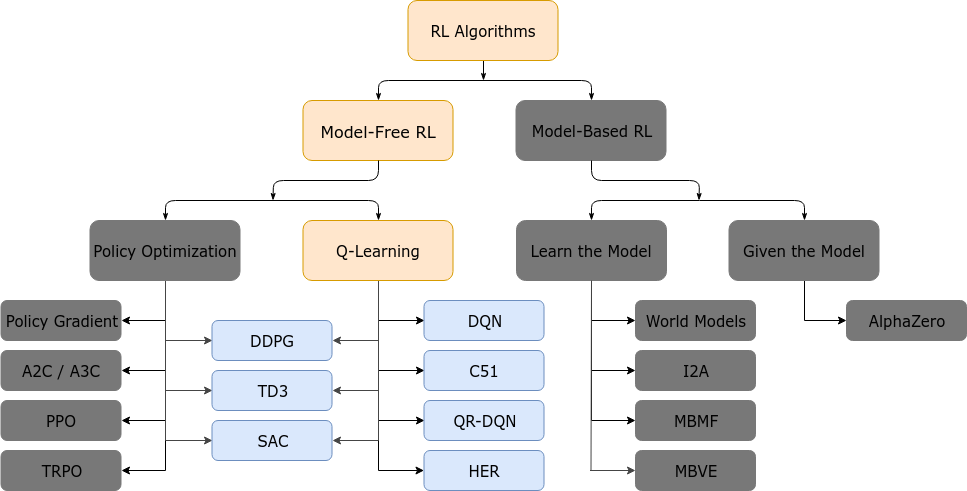 RL Algorithms
Model-Free RL
Model-Based RL
Policy Optimization
Q-Learning
Learn the Model
Given the Model
Policy Gradient
DDPG
DQN
World Models
AlphaZero
A2C / A3C
TD3
C51
I2A
PPO
SAC
QR-DQN
MBMF
TRPO
HER
MBVE